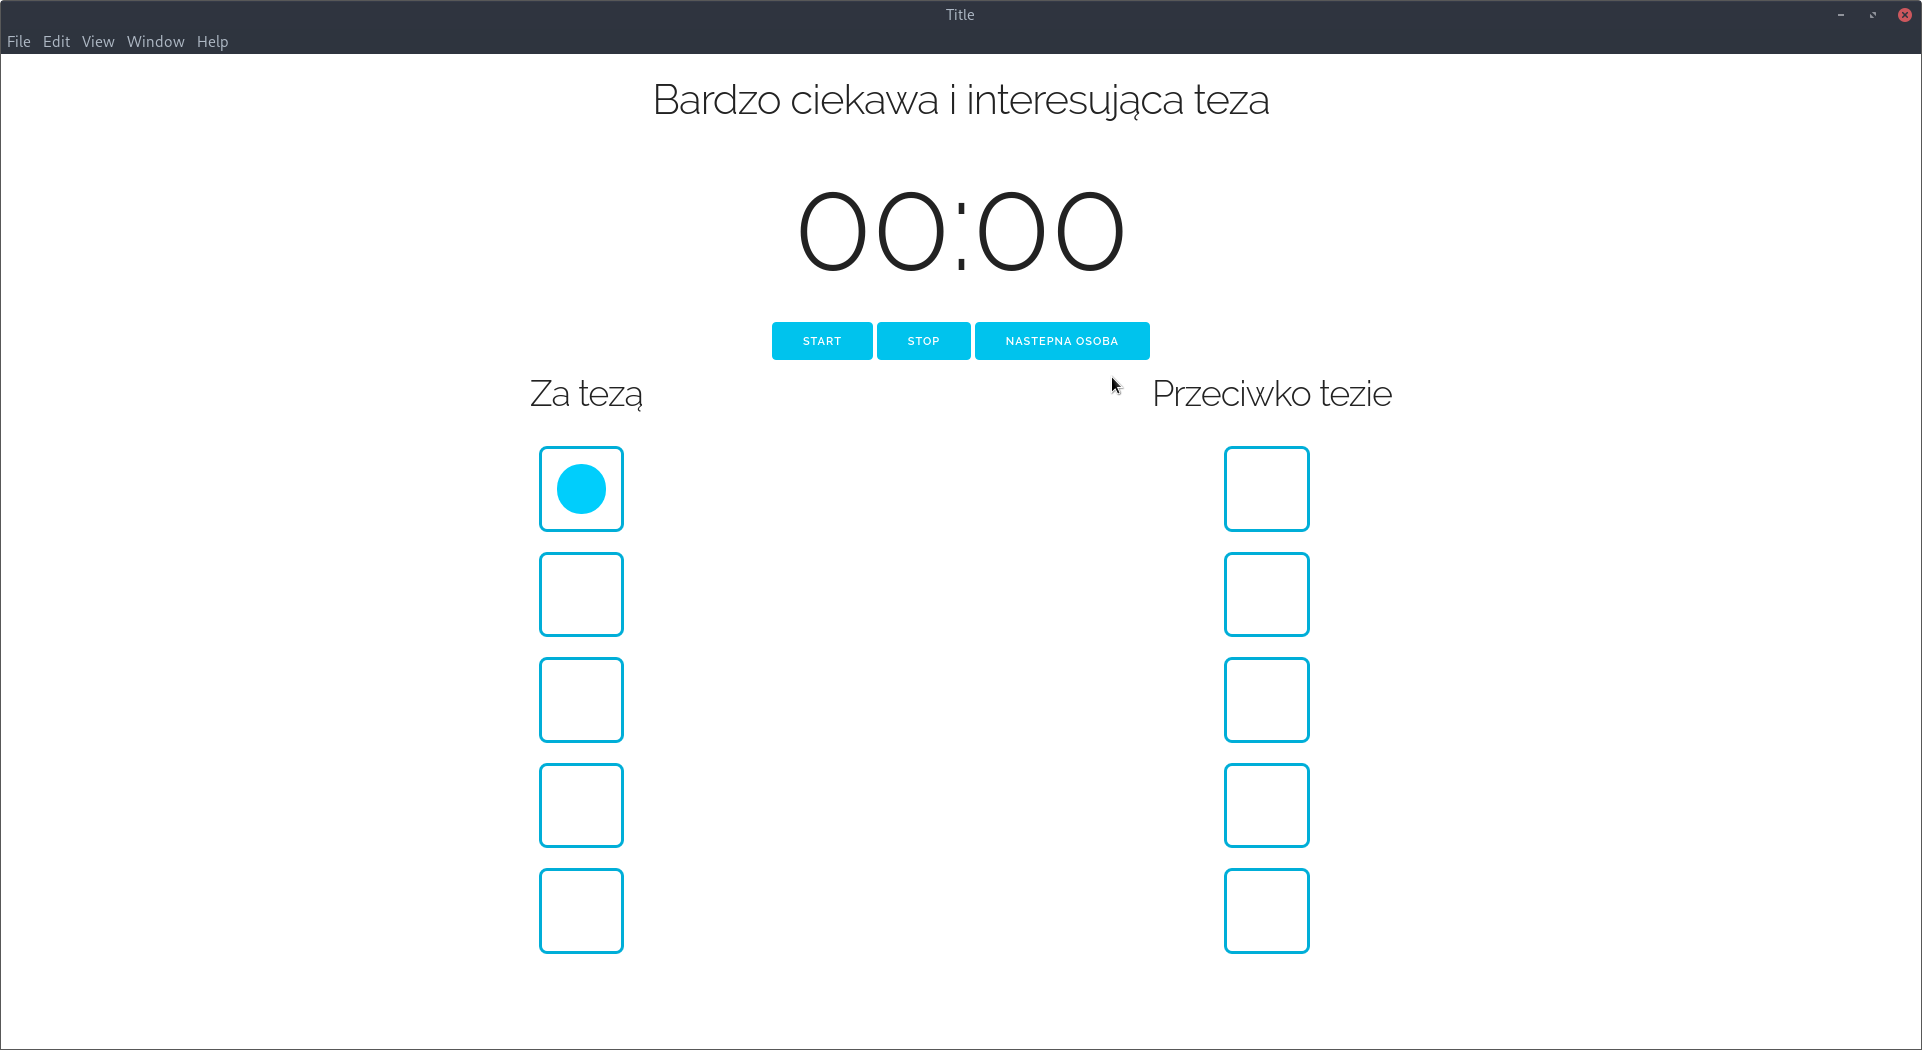 Title
File Edit View Window Help
Bardzo ciekawa i interesująca teza
00:00
START STOP NASTEPNA OSOBA
Za tezą Przeciwko tezie